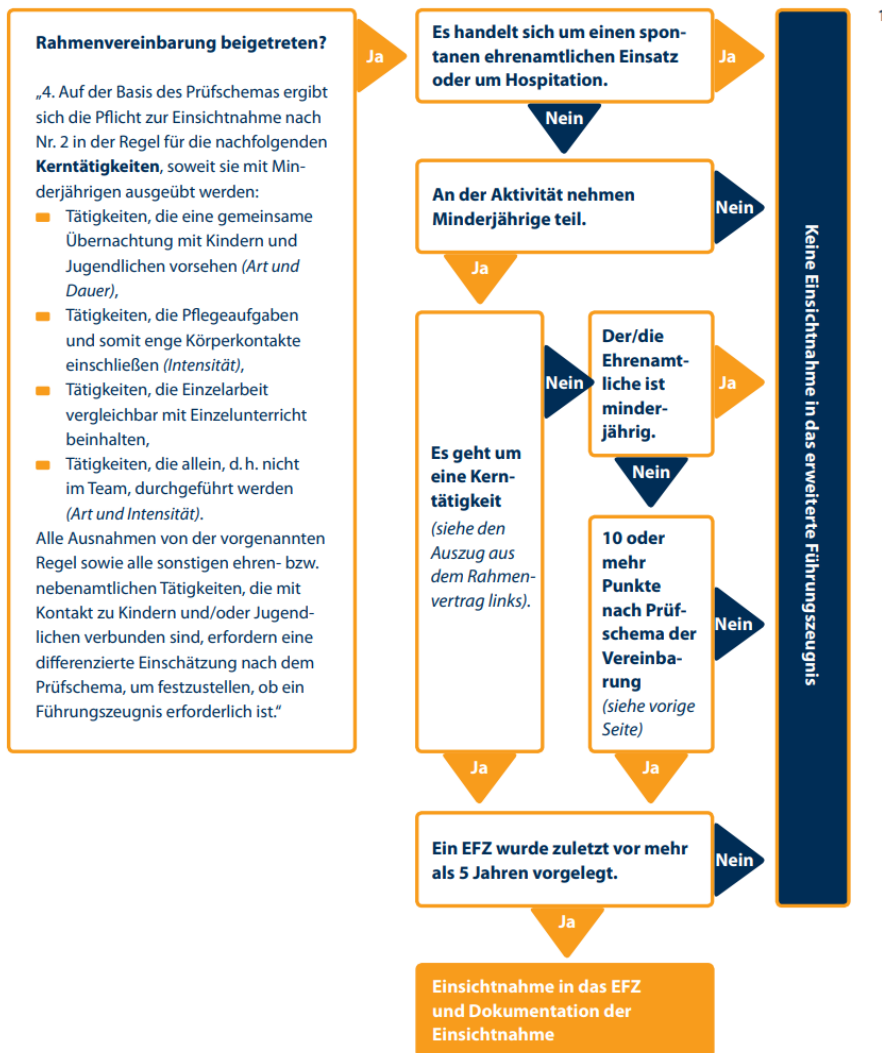 1
Rahmenvereinbarung beigetreten?
„4. Auf der Basis des Prüfschemas ergibt
sich die Pflicht zur Einsichtnahme nach
Nr. 2 in der Regel für die nachfolgenden
Kerntätigkeiten, soweit sie mit Min-
derjährigen ausgeübt werden:
Tätigkeiten, die eine gemeinsame
Übernachtung mit Kindern und
Jugendlichen vorsehen (Art und
Dauer),
Tätigkeiten, die Pflegeaufgaben
und somit enge Körperkontakte
einschließen (Intensität),
Tätigkeiten, die Einzelarbeit
vergleichbar mit Einzelunterricht
beinhalten,
Tätigkeiten, die allein, d. h. nicht
im Team, durchgeführt werden
(Art und Intensität).
Alle Ausnahmen von der vorgenannten
Regel sowie alle sonstigen ehren- bzw.
nebenamtlichen Tätigkeiten, die mit
Kontakt zu Kindern und/oder Jugend-
lichen verbunden sind, erfordern eine
differenzierte Einschätzung nach dem
Prüfschema, um festzustellen, ob ein
Führungszeugnis erforderlich ist.“
Ja
Es handelt sich um einen spon-
tanen ehrenamtlichen Einsatz
oder um Hospitation.
Ja
Nein
An der Aktivität nehmen
Minderjährige teil.
Nein
Ja
Es geht um
eine Kern-
tätigkeit
(siehe den
Auszug aus
dem Rahmen-
vertrag links).
Nein
Der/die
Ehrenamt-
liche ist
minder-
jährig.
Ja
Nein
10 oder
mehr
Punkte
nach Prüf-
schema der
Vereinba-
rung
(siehe vorige
Seite)
Nein
Ja
Ja
Ein EFZ wurde zuletzt vor mehr
als 5 Jahren vorgelegt.
Nein
Ja
Einsichtnahme in das EFZ
und Dokumentation der
Einsichtnahme
Keine Einsichtnahme in das erweiterte Führungszeugnis